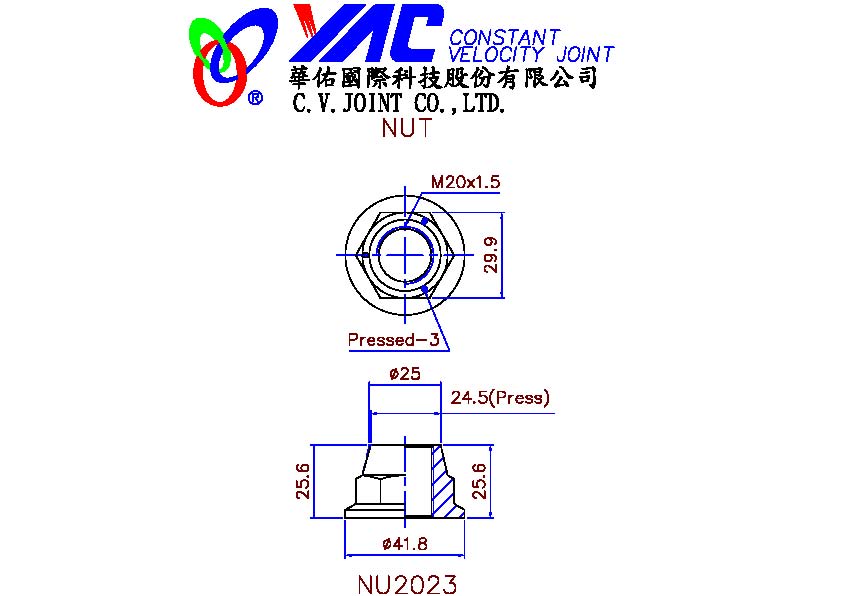 YAC CONSTANT
VELOCITY JOINT
華佑國際科技股份有限公司
®
C.V.JOINT CO.,LTD.
NUT
M20x1.5
29.9
Pressed-3
ø25
24.5(Press)
25.6
25.6
ø41.8
NU2023